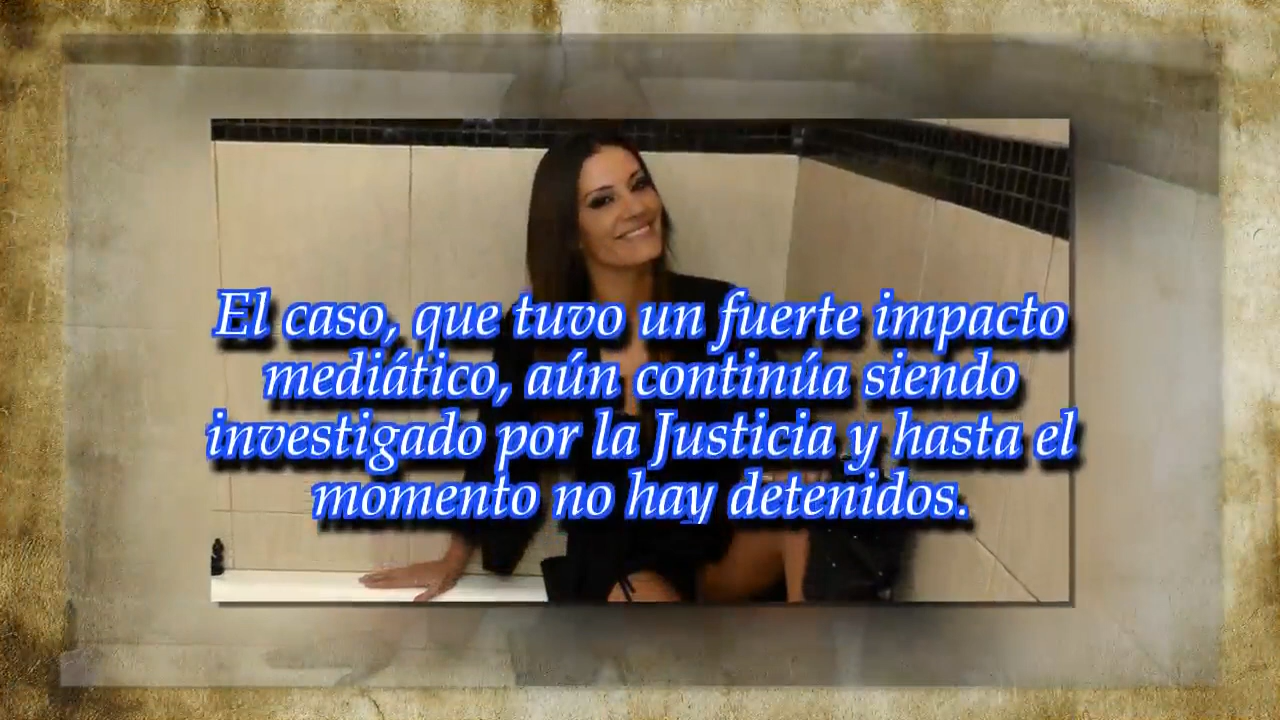 El caso, que tuvo un fuerte impacto
mediático, aún continúa siendo
investigado por la Justicia y hasta el
momento no hay detenidos.